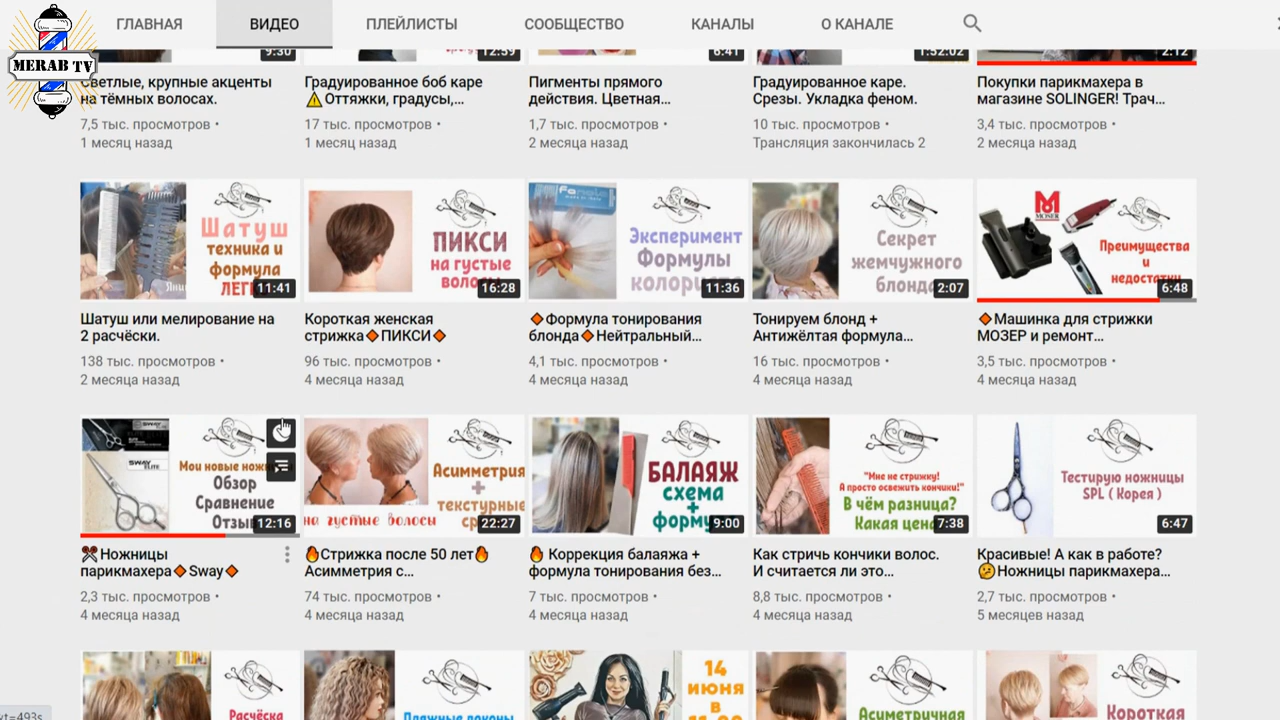 MERAB TV
ГЛАВНАЯ
ВИДЕО
ПЛЕЙЛИСТЫ
СООБЩЕСТВО
КАНАЛЫ
О КАНАЛЕ
9:30
12:59
8:41
1:52:02
2:12
Светлые, крупные акценты
на тёмных волосах.
7,5 тыс. просмотров •
1 месяц назад
Градуированное боб каре
⚠Оттяжки, градусы,...
17 тыс. просмотров •
1 месяц назад
Пигменты прямого
действия. Цветная...
1,7 тыс. просмотров •
2 месяца назад
Градуированное каре.
Срезы. Укладка феном.
10 тыс. просмотров •
Трансляция закончилась 2
Покупки парикмахера в
магазине SOLINGER! Трач...
3,4 тыс. просмотров •
2 месяца назад
Шатуш
техника и
формула
11:41
ПИКСИ
на густые
16:28
Эксперимент
Формулы
11:36
Секрет
жемчужного
блонда
2:07
MOSER
Преимущества
и
недостатки
6:48
Шатуш или мелирование на
2 расчёски.
138 тыс. просмотров •
2 месяца назад
Короткая женская
стрижка🔶ПИКСИ🔶
96 тыс. просмотров •
4 месяца назад
🔶Формула тонирования
блонда🔶Нейтральный...
4,1 тыс. просмотров •
4 месяца назад
Тонируем блонд +
Антижёлтая формула...
16 тыс. просмотров •
4 месяца назад
🔶Машинка для стрижки
МОЗЕР и ремонт...
3,5 тыс. просмотров •
4 месяца назад
SWAY
SWAY
ELITE
Мои новые
Обзор
Сравнение
12:16
Асимметрия
+
текстурные
на густые волосы
22:27
БАЛАЯЖ
схема
+
9:00
"Мне не стрижку!
А просто освежить кончики!"
В чём разница?
Какая цена
7:38
Тестирую ножницы
SPL ( Корея )
6:47
✂Ножницы
парикмахера🔶Sway🔶
2,3 тыс. просмотров •
4 месяца назад
🔥Стрижка после 50 лет🔥
Асимметрия с...
74 тыс. просмотров •
4 месяца назад
🔥 Коррекция балаяжа +
формула тонирования без...
7 тыс. просмотров •
4 месяца назад
Как стричь кончики волос.
И считается ли это...
8,8 тыс. просмотров •
4 месяца назад
Красивые! А как в работе?
🤔Ножницы парикмахера...
2,7 тыс. просмотров •
5 месяцев назад
Расчёска
Пляжные локоны
14
июня
в
Асиметричная
Короткая
t=493s